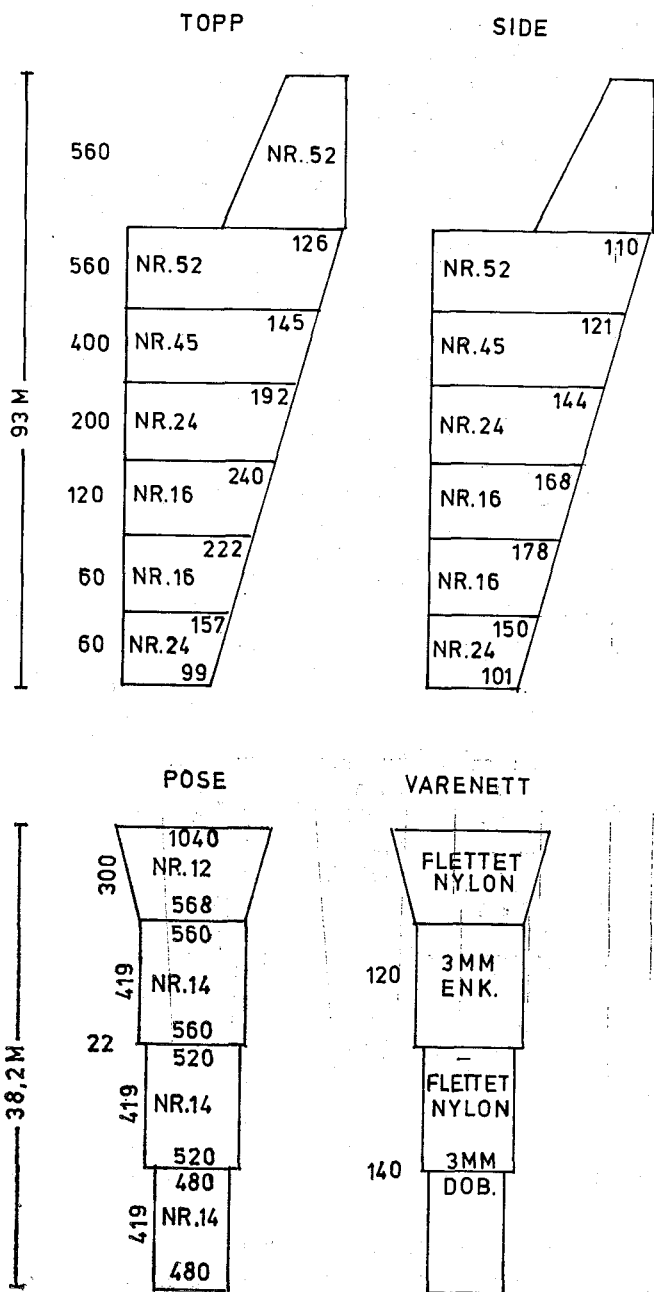 TOPP SIDE
560 NR.52
126 110
560 NR.52 NR.52
145 121
400 NR.45 NR.45
192 144
93 M
200 NR.24 NR.24
240 168
120 NR.16 NR.16
222 178
60 NR.16 NR.16
157 150
60 NR.24 NR.24
99 101
POSE VARENETT
1040
300 NR.12 FLETTET
NYLON
568
560
419 NR.14 120 3MM
ENK.
560
22
520
38,2M
419 NR.14 FLETTET
NYLON
520 140 3MM
480 DOB.
419 NR.14
480